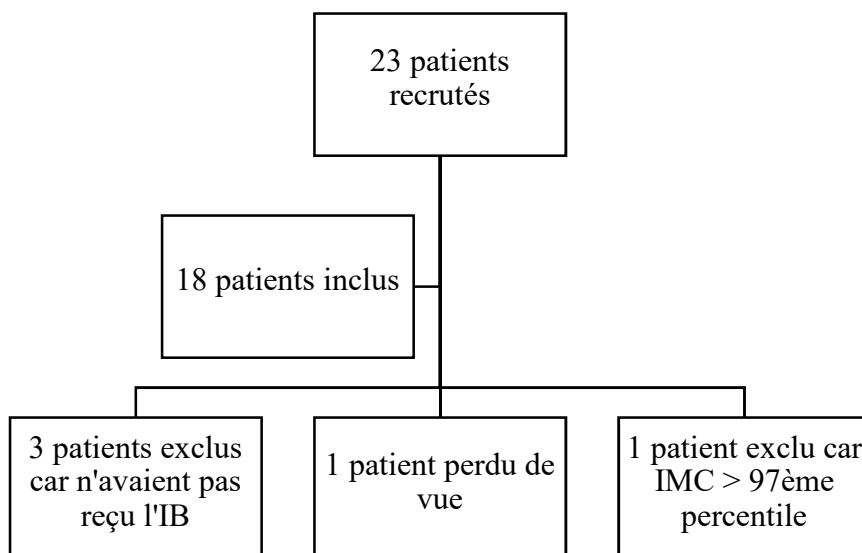 23 patients
recrutés
18 patients inclus
3 patients exclus
car n'avaient pas
reçu l'IB
1 patient perdu de
vue
1 patient exclu car
IMC > 97ème
percentile